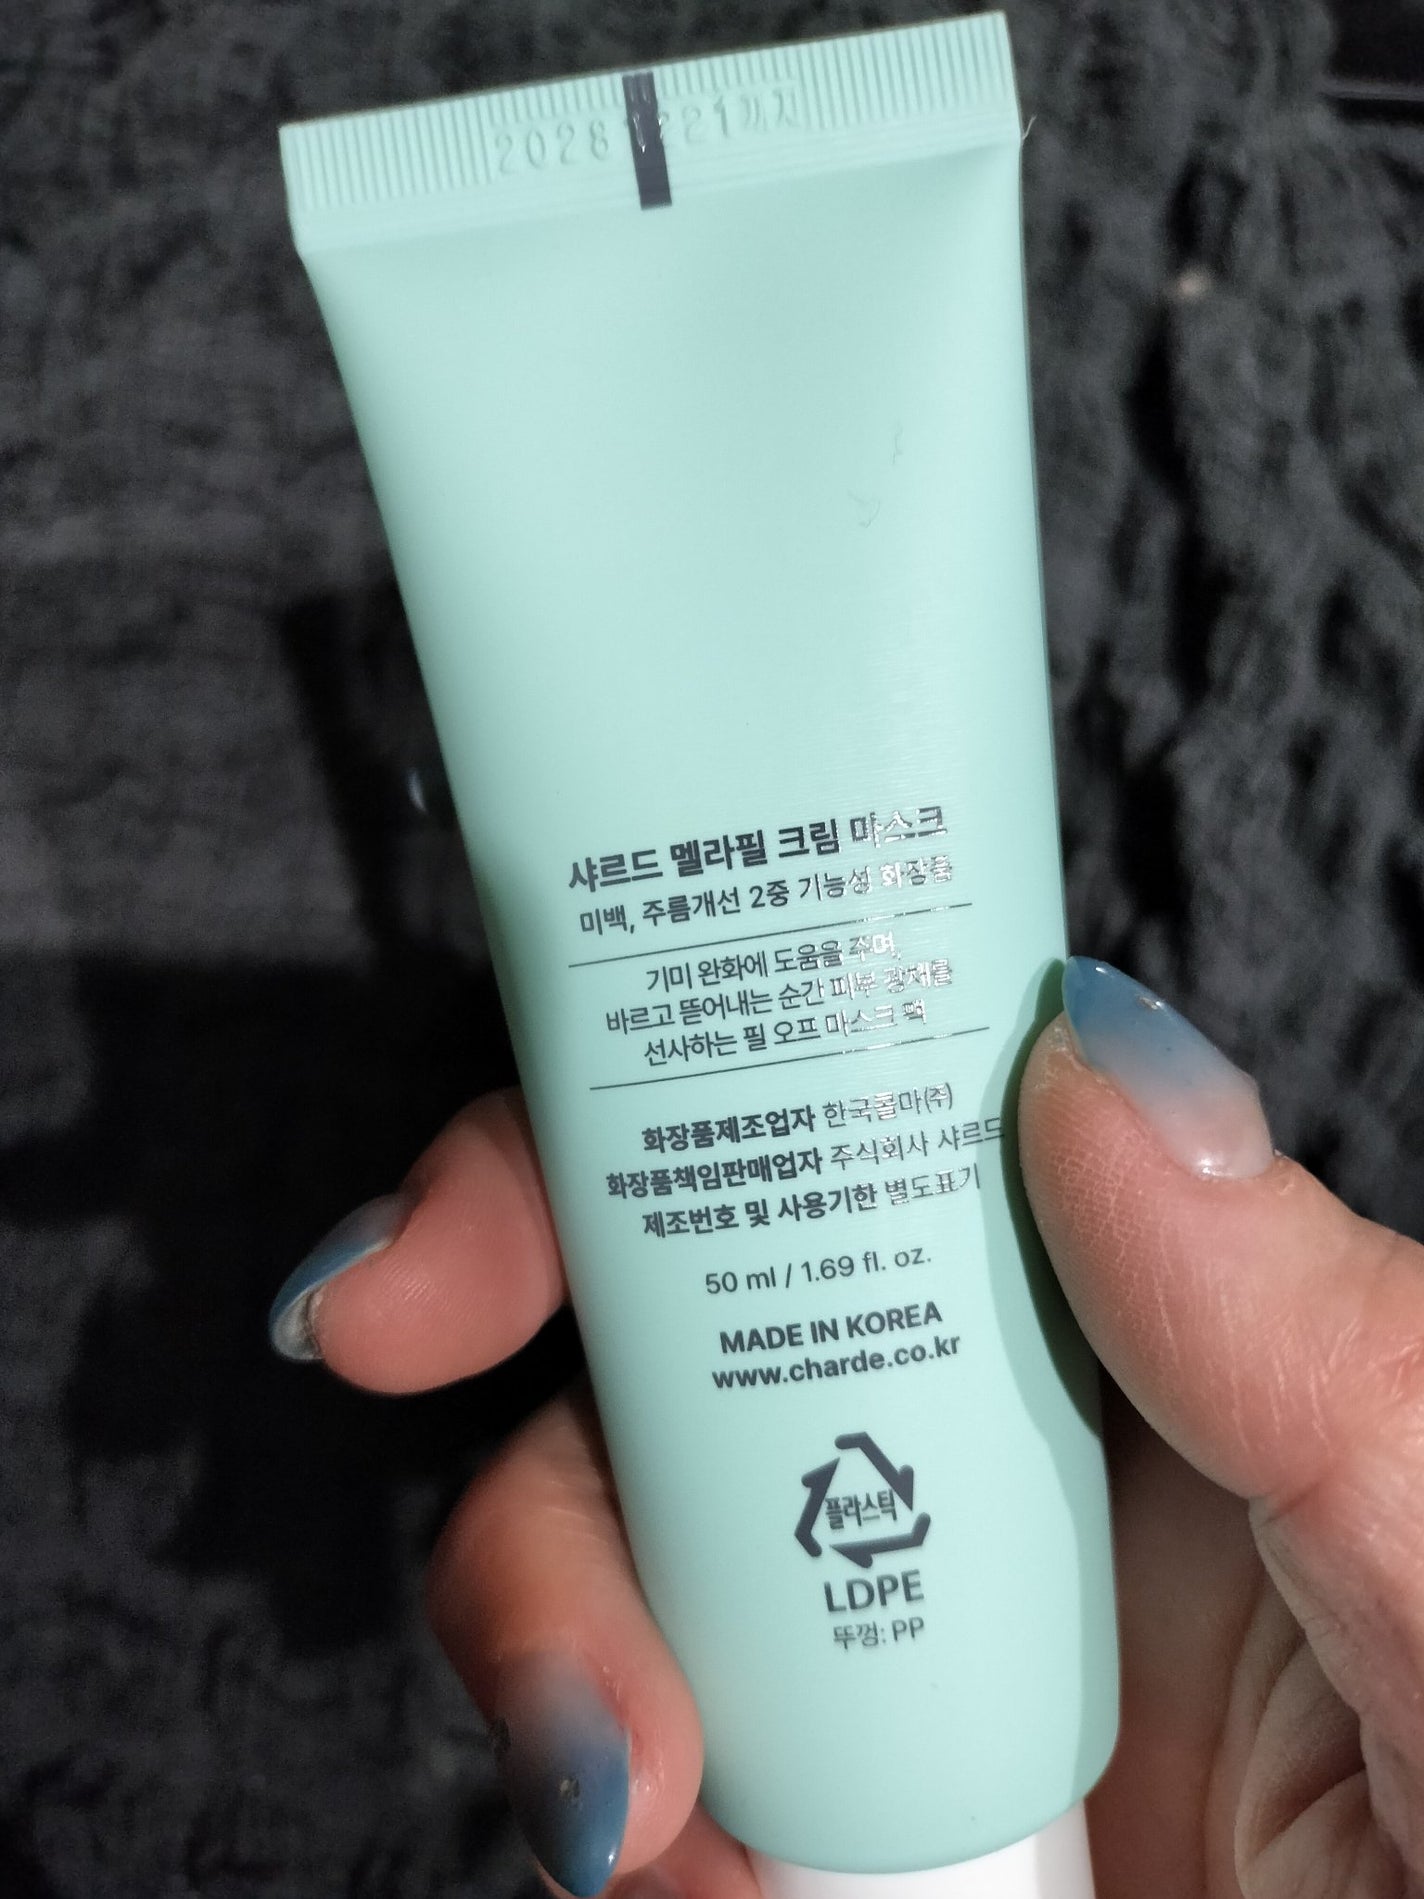 2028 221까지
샤르드 멜라필 크림 마스크
미백, 주름개선 2중 기능성 화장품
기미 완화에 도움을 주며,
바르고 뜯어내는 순간 피부 광채를
선사하는 필 오프 마스크 팩
화장품제조업자 한국콜마(주)
화장품책임판매업자 주식회사 샤르드
제조번호 및 사용기한 별도표기
50 ml / 1.69 fl. oz.
MADE IN KOREA
www.charde.co.kr
플라스틱
LDPE
뚜껑: PP